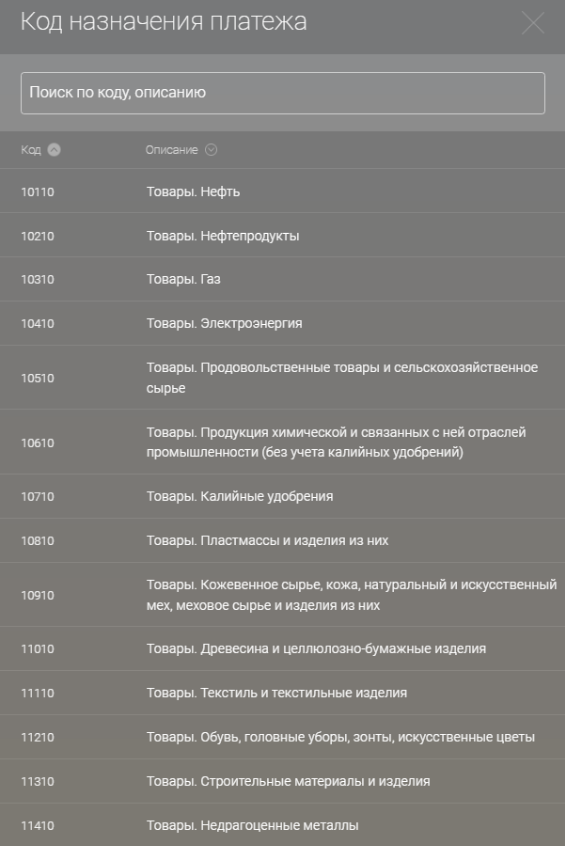 Код назначения платежа
Поиск по коду, описанию
Код Описание
10110 Товары. Нефть
10210 Товары. Нефтепродукты
10310 Товары. Газ
10410 Товары. Электроэнергия
10510 Товары. Продовольственные товары и сельскохозяйственное
сырье
10610 Товары. Продукция химической и связанных с ней отраслей
промышленности (без учета калийных удобрений)
10710 Товары. Калийные удобрения
10810 Товары. Пластмассы и изделия из них
10910 Товары. Кожевенное сырье, кожа, натуральный и искусственный
мех, меховое сырье и изделия из них
11010 Товары. Древесина и целлюлозно-бумажные изделия
11110 Товары. Текстиль и текстильные изделия
11210 Товары. Обувь, головные уборы, зонты, искусственные цветы
11310 Товары. Строительные материалы и изделия
11410 Товары. Недрагоценные металлы